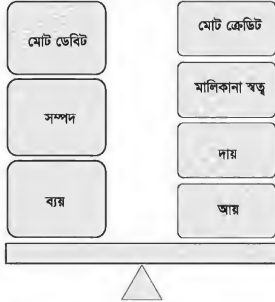 মোট ডেবিট
সম্পদ
ব্যয়
মোট ক্রেডিট
মালিকানা স্বত্ব
দায়
আয়